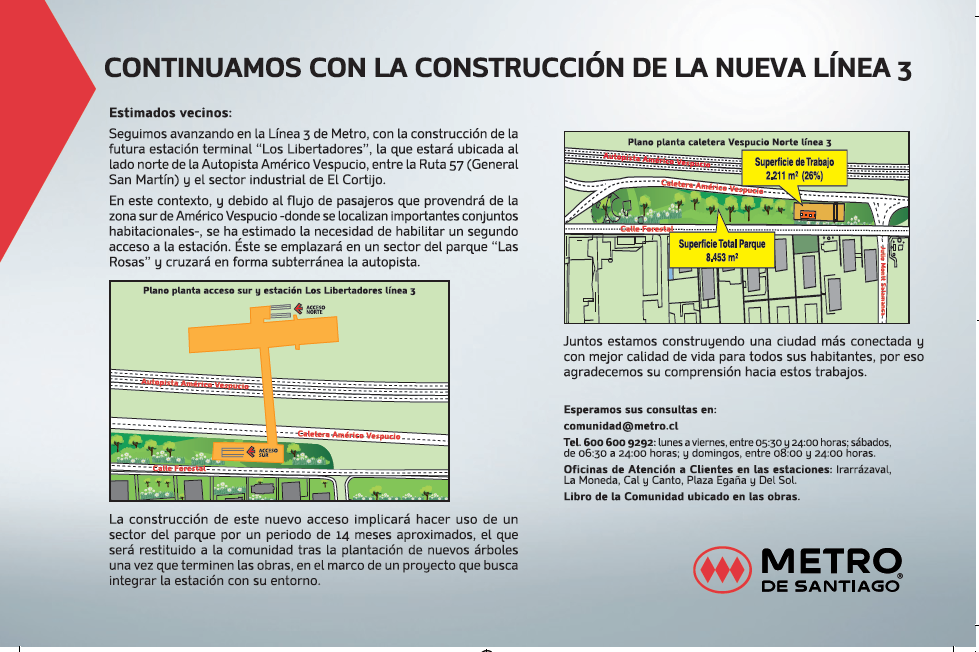 CONTINUAMOS CON LA CONSTRUCCIÓN DE LA NUEVA LÍNEA 3
Estimados vecinos:
Seguimos avanzando en la Línea 3 de Metro, con la construcción de la
futura estación terminal “Los Libertadores”, la que estará ubicada al
lado norte de la Autopista Américo Vespucio, entre la Ruta 57 (General
San Martín) y el sector industrial de El Cortijo.
En este contexto, y debido al flujo de pasajeros que provendrá de la
zona sur de Américo Vespucio -donde se localizan importantes conjuntos
habitacionales-, se ha estimado la necesidad de habilitar un segundo
acceso a la estación. Éste se emplazará en un sector del parque “Las
Rosas” y cruzará en forma subterránea la autopista.
Plano planta acceso sur y estación Los Libertadores línea 3
ACCESO
NORTE
Autopista Américo Vespucio
Caletera Américo Vespucio
ACCESO
SUR
Calle Forestal
La construcción de este nuevo acceso implicará hacer uso de un
sector del parque por un periodo de 14 meses aproximados, el que
será restituido a la comunidad tras la plantación de nuevos árboles
una vez que terminen las obras, en el marco de un proyecto que busca
integrar la estación con su entorno.
Plano planta caletera Vespucio Norte línea 3
Autopista Américo Vespucio
Superficie de Trabajo
2,211 m² (26%)
Caletera Américo Vespucio
Calle Forestal
Superficie Total Parque
8,453 m²
Juntos estamos construyendo una ciudad más conectada y
con mejor calidad de vida para todos sus habitantes, por eso
agradecemos su comprensión hacia estos trabajos.
Esperamos sus consultas en:
comunidad@metro.cl
Tel. 600 600 9292: lunes a viernes, entre 05:30 y 24:00 horas; sábados,
de 06:30 a 24:00 horas; y domingos, entre 08:00 y 24:00 horas.
Oficinas de Atención a Clientes en las estaciones: Irarrázaval,
La Moneda, Cal y Canto, Plaza Egaña y Del Sol.
Libro de la Comunidad ubicado en las obras.
METRO
DE SANTIAGO®